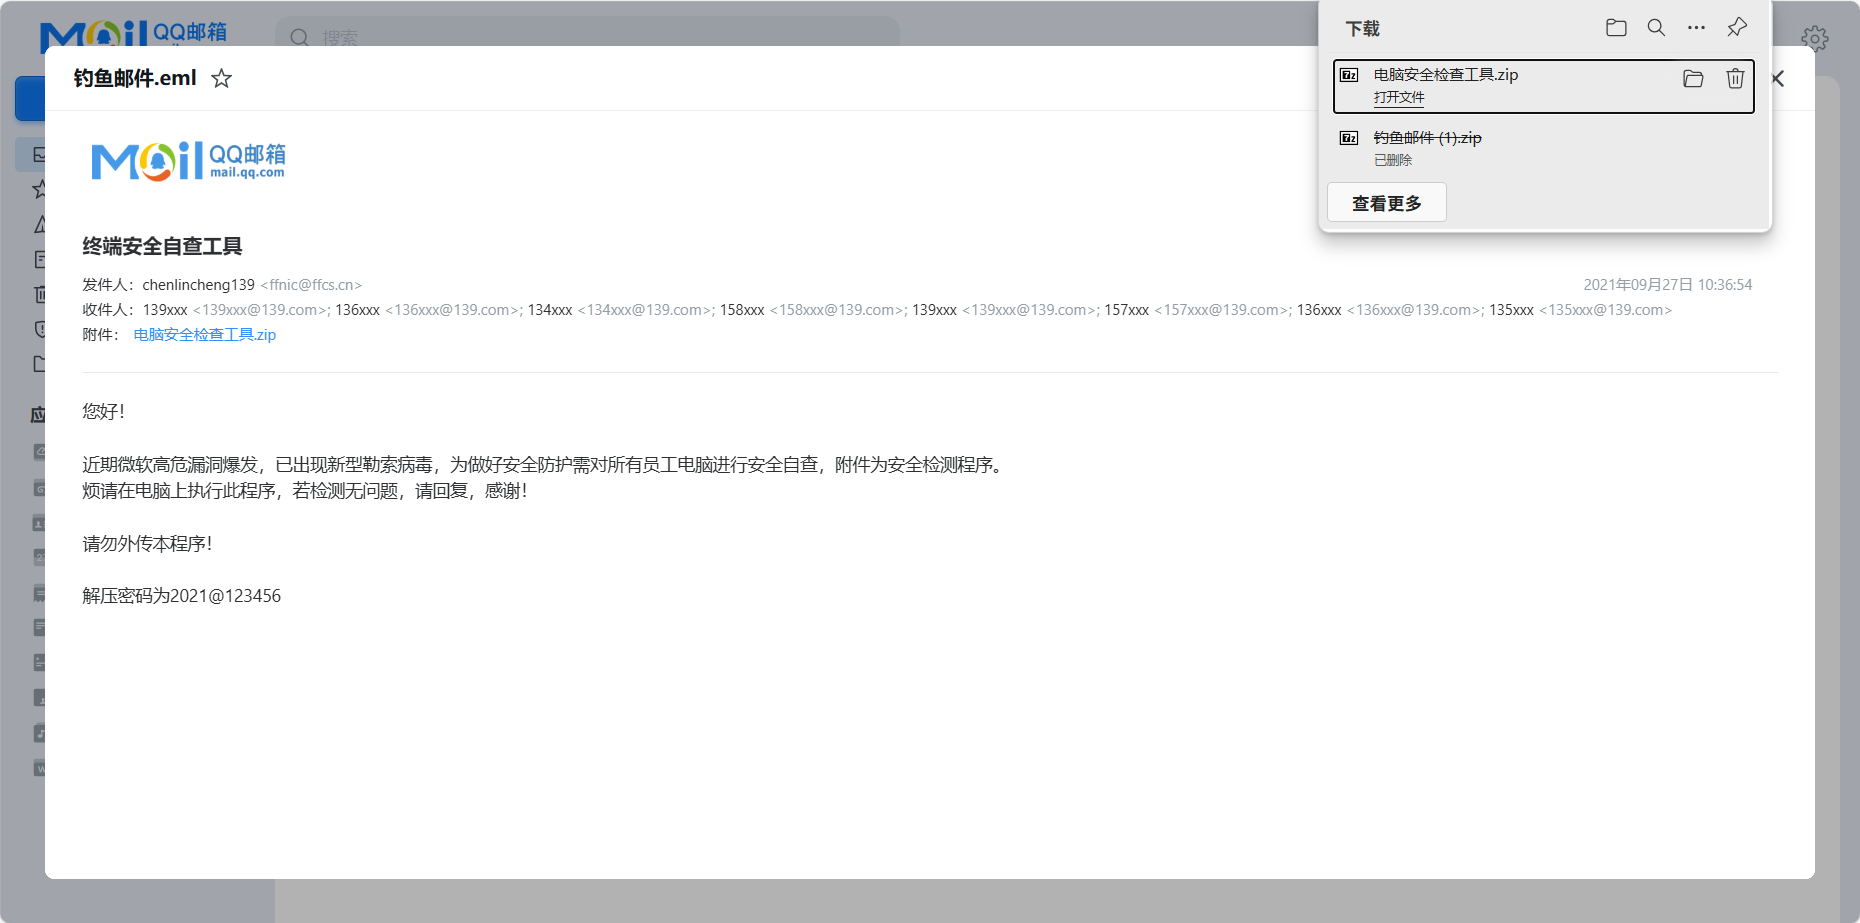 Mail QQ邮箱
搜索
下载
电脑安全检查工具.zip
打开文件
钓鱼邮件 (1).zip
已删除
查看更多
钓鱼邮件.eml
Mail QQ邮箱
mail.qq.com
终端安全自查工具
发件人：chenlincheng139 <ffnic@ffcs.cn>
2021年09月27日 10:36:54
收件人：139xxx <139xxx@139.com>; 136xxx <136xxx@139.com>; 134xxx <134xxx@139.com>; 158xxx <158xxx@139.com>; 139xxx <139xxx@139.com>; 157xxx <157xxx@139.com>; 136xxx <136xxx@139.com>; 135xxx <135xxx@139.com>
附件： 电脑安全检查工具.zip
您好！
近期微软高危漏洞爆发，已出现新型勒索病毒，为做好安全防护需对所有员工电脑进行安全自查，附件为安全检测程序。
烦请在电脑上执行此程序，若检测无问题，请回复，感谢！
请勿外传本程序！
解压密码为2021@123456